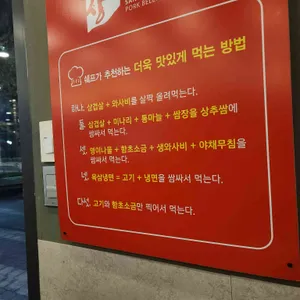 PORK BELL
쉐프가 추천하는 더욱 맛있게 먹는 방법
하나. 삼겹살 + 와사비를 살짝 올려먹는다.
둘. 삼겹살 + 미나리 + 통마늘 + 쌈장을 상추쌈에
쌈싸서 먹는다.
셋. 명이나물 + 함초소금 + 생와사비 + 야채무침을
쌈싸서 먹는다.
넷. 육쌈냉면 = 고기 + 냉면을 쌈싸서 먹는다.
다섯. 고기와 함초소금만 찍어서 먹는다.